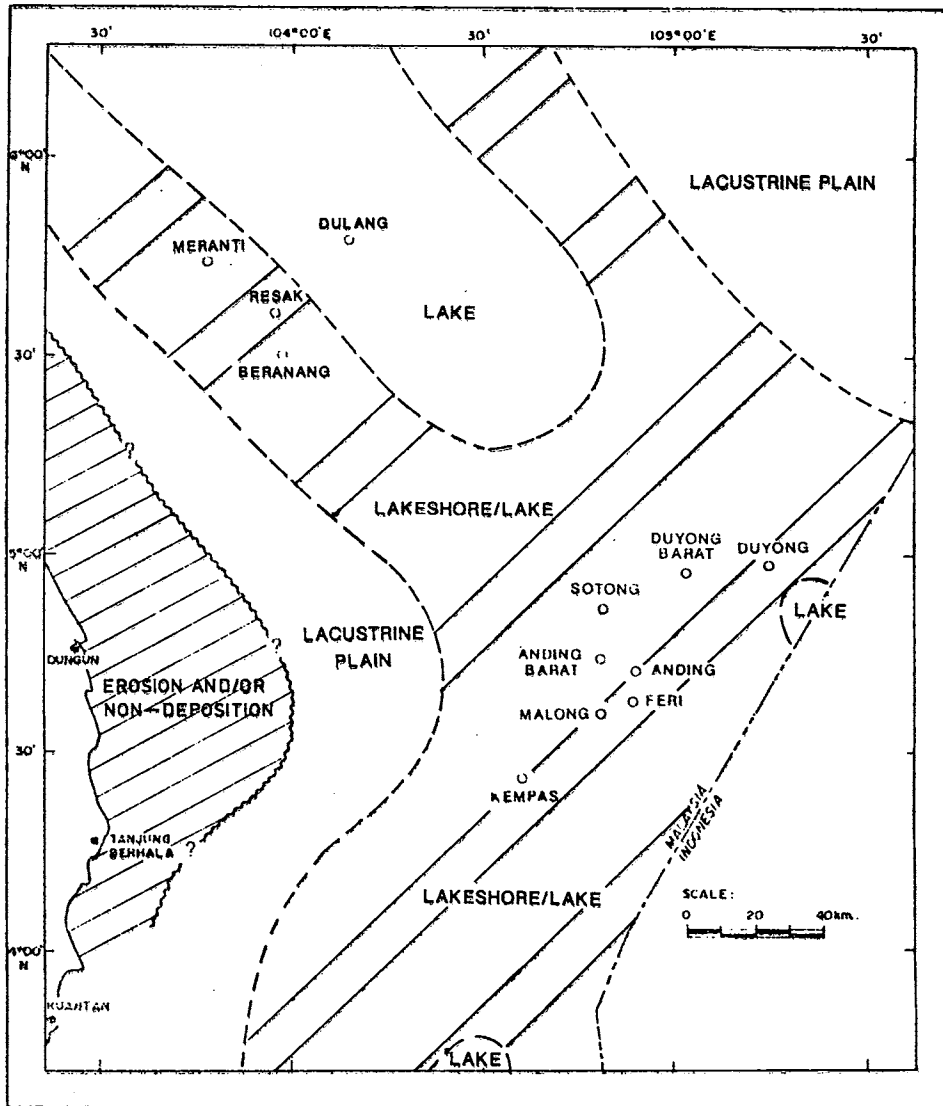 30'
104°00'E
30'
109°00'E
30'
6°00'
N
LACUSTRINE PLAIN
DULANG
MERANTI
RESAK
LAKE
30'
BERANANG
?
LAKESHORE/LAKE
5°00'
N
DUYONG
BARAT
DUYONG
SOTONG
LAKE
LACUSTRINE
PLAIN
?
DUNGUN
ANDING
BARAT
ANDING
EROSION AND/OR
NON-DEPOSITION
FERI
MALONG
30'
KEMPAS
MALAYSIA
INDONESIA
TANJUNG
BERHALA
?
LAKESHORE/LAKE
SCALE:
0 20 40km.
4°00'
N
KUANTAN
LAKE